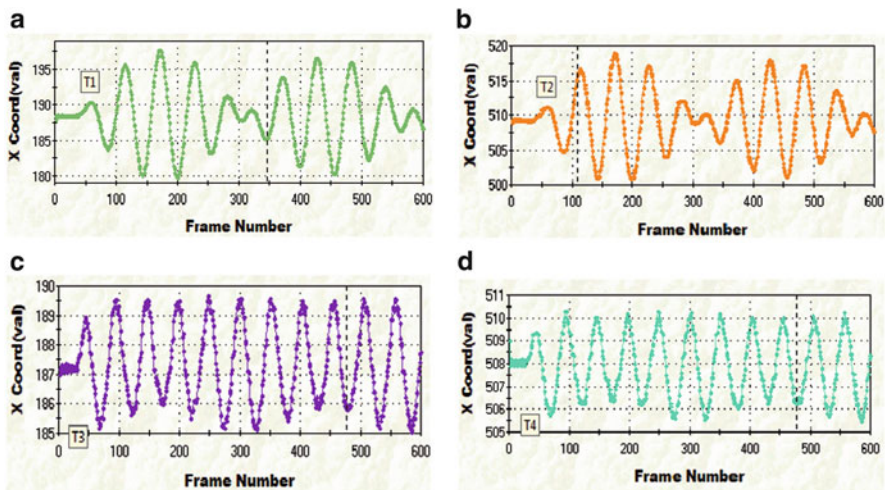 a
X Coord(val)
195
190
185
180
T1
0 100 200 300 400 500 600
Frame Number
b
X Coord(val)
520
515
510
505
500
T2
0 100 200 300 400 500 600
Frame Number
c
X Coord(val)
190
189
188
187
186
185
T3
0 100 200 300 400 500 600
Frame Number
d
X Coord(val)
511
510
509
508
507
506
505
T4
0 100 200 300 400 500 600
Frame Number